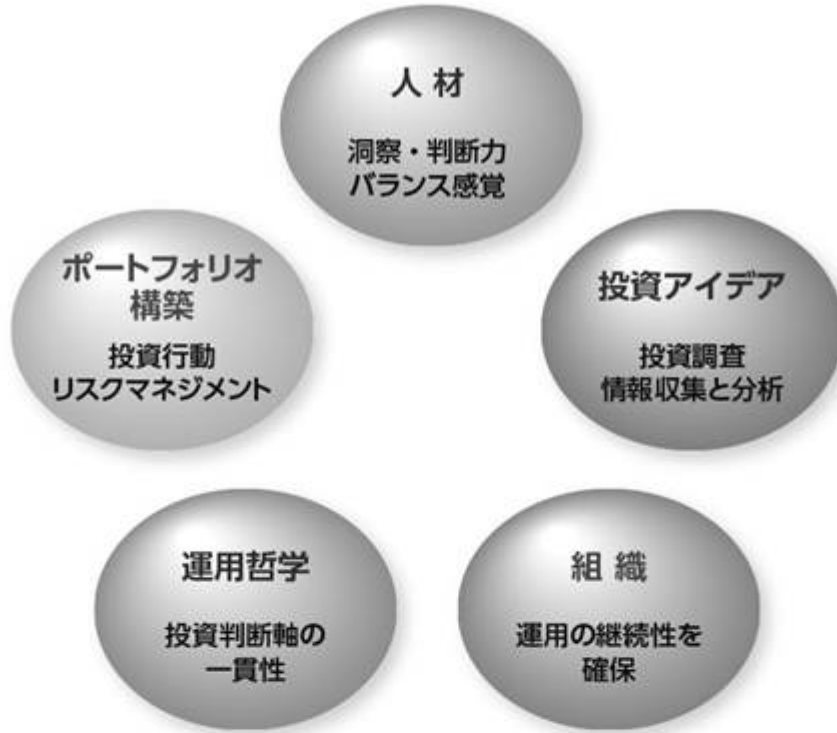 人材
洞察・判断力
バランス感覚
ポートフォリオ
構築
投資行動
リスクマネジメント
投資アイデア
投資調査
情報収集と分析
運用哲学
投資判断軸の
一貫性
組織
運用の継続性を
確保